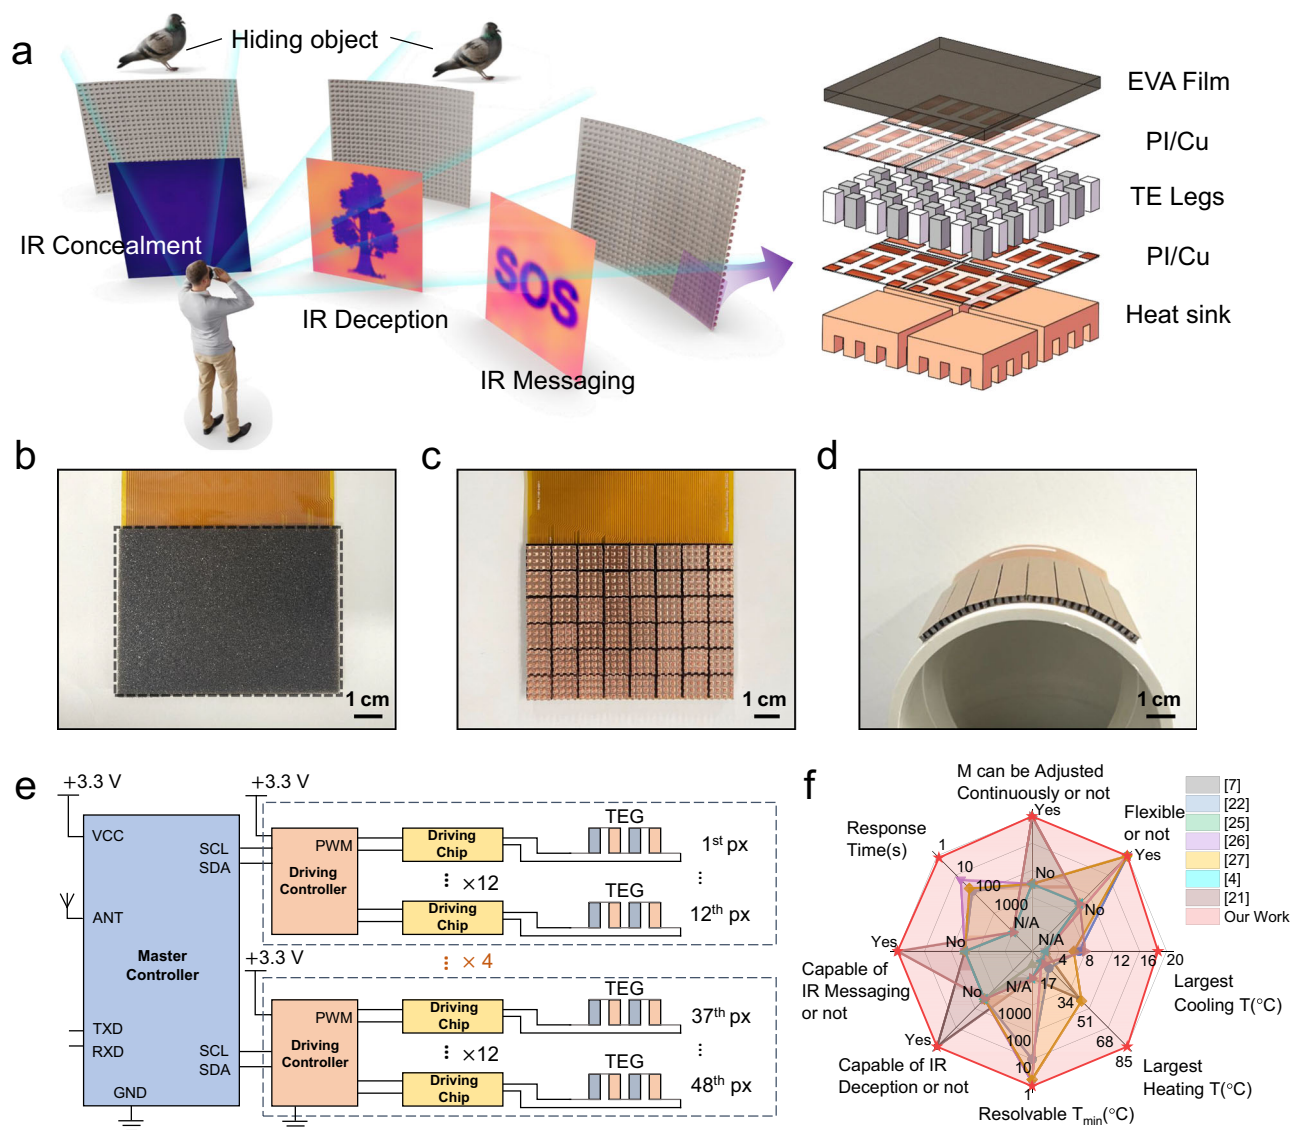 a
Hiding object
IR Concealment
IR Deception
SOS
IR Messaging
EVA Film
PI/Cu
TE Legs
PI/Cu
Heat sink
b
1 cm
c
1 cm
d
1 cm
e
+3.3 V
VCC
SCL
SDA
ANT
Master
Controller
TXD
RXD
SCL
SDA
GND
+3.3 V
PWM
Driving
Controller
Driving
Chip
TEG
1st px
×12
Driving
Chip
TEG
12th px
× 4
+3.3 V
PWM
Driving
Controller
Driving
Chip
TEG
37th px
×12
Driving
Chip
TEG
48th px
f
M can be Adjusted
Continuously or not
Yes
No
N/A
Flexible
or not
Yes
No
N/A
Response
Time(s)
1
10
100
1000
Capable of
IR Messaging
or not
Yes
No
Capable of IR
Deception or not
Yes
No
Resolvable Tmin(°C)
N/A
1000
100
10
1
Largest
Heating T(°C)
17
34
51
68
85
Largest
Cooling T(°C)
4
8
12
16
20
[7]
[22]
[25]
[26]
[27]
[4]
[21]
Our Work